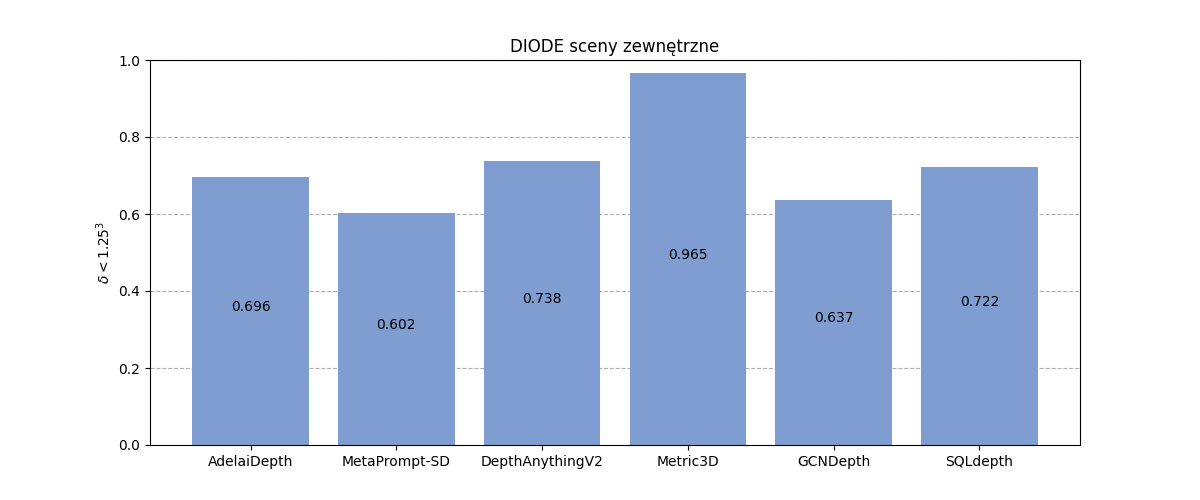 DIODE sceny zewnętrzne
δ < 1.25³
1.0
0.8
0.6
0.4
0.2
0.0
0.696
0.602
0.738
0.965
0.637
0.722
AdelaiDepth
MetaPrompt-SD
DepthAnythingV2
Metric3D
GCNDepth
SQLdepth